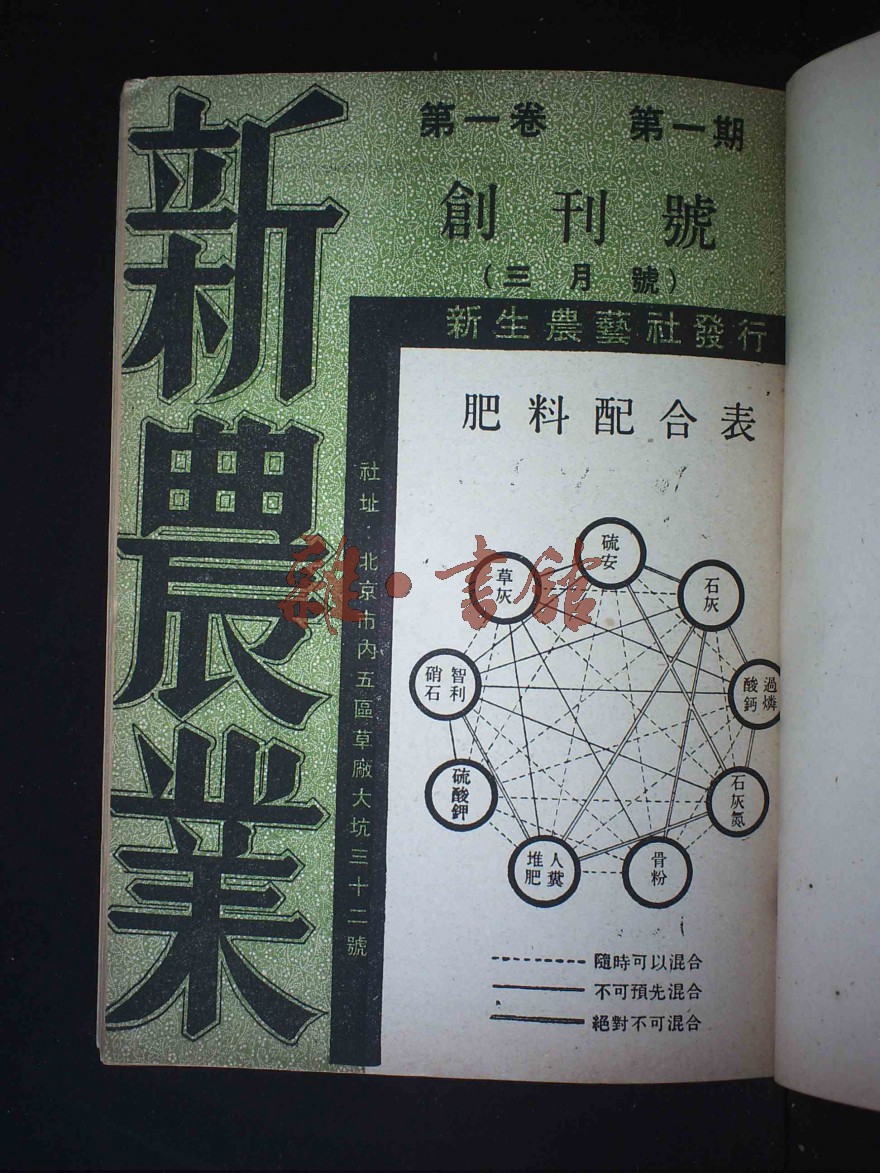 新農業
第一卷 第一期
創刊號
（三月號）
新生農藝社發行
社址·北京市內五區草廠大坑三十二號
肥料配合表
硫安
石灰
過燐酸鈣
石灰氮
骨粉
人糞堆肥
硫酸鉀
智利硝石
草灰
隨時可以混合
不可預先混合
絕對不可混合
雜·書館